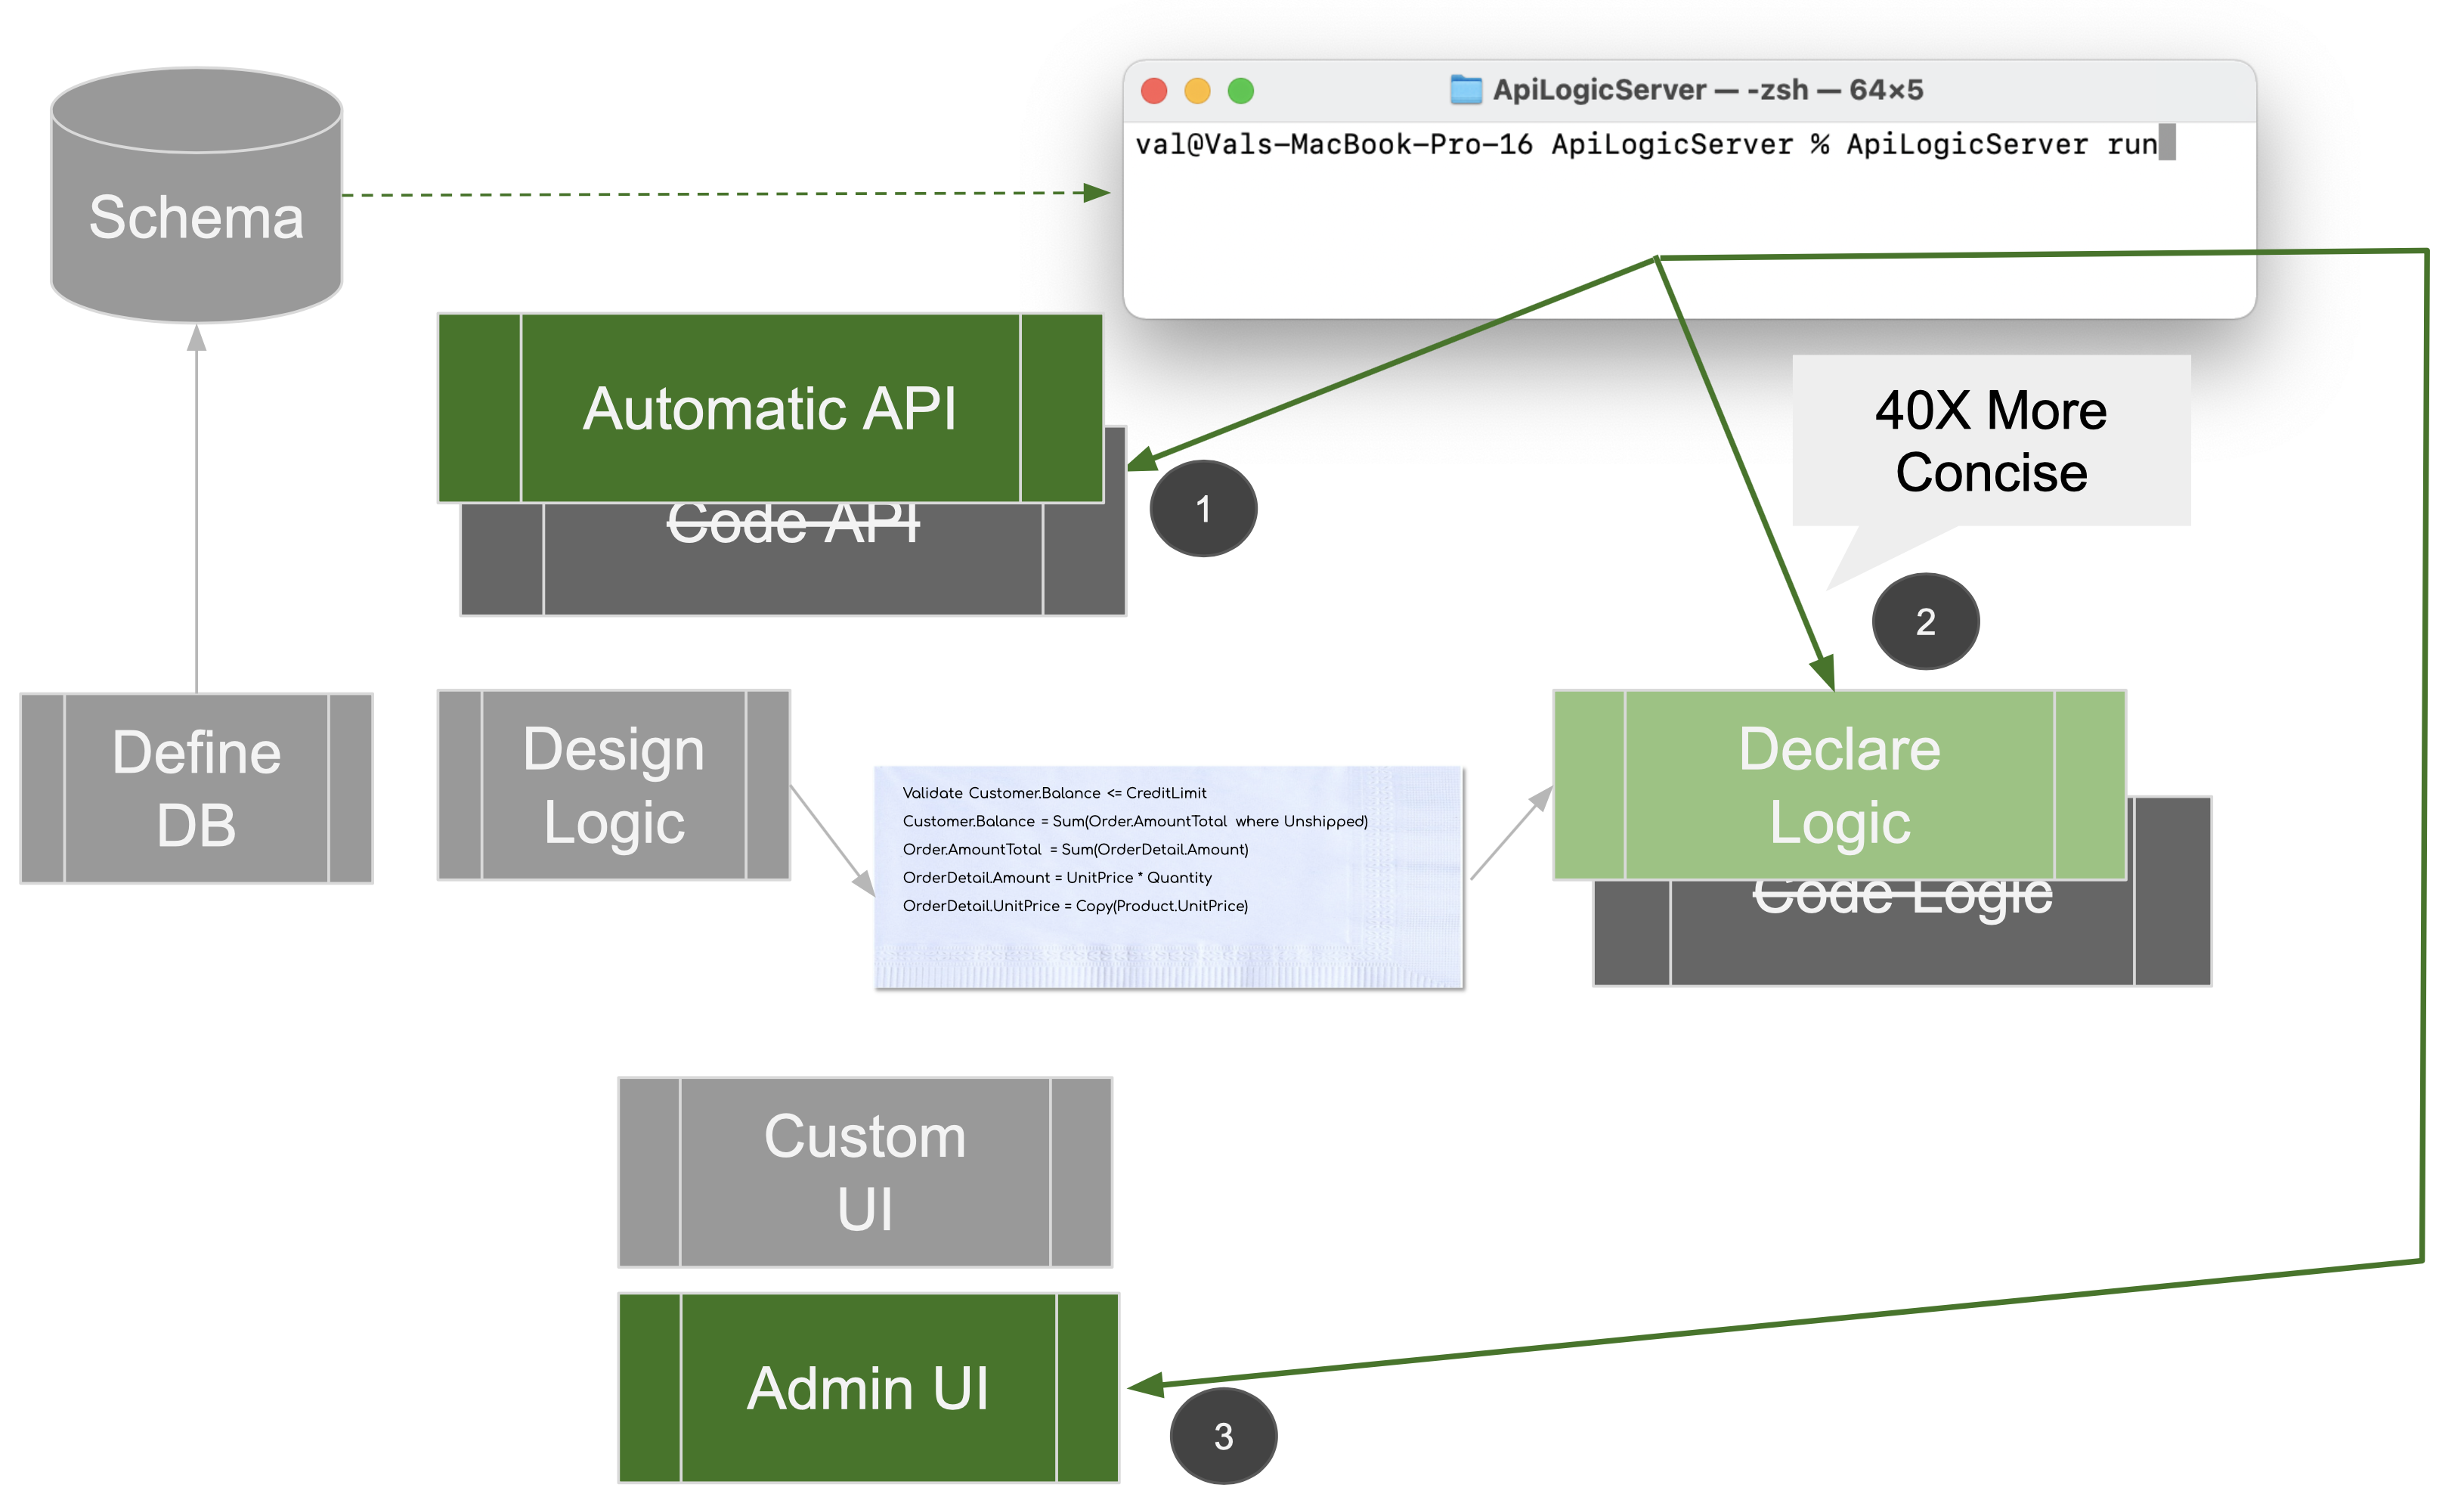 ApiLogicServer — -zsh — 64×5
val@Vals-MacBook-Pro-16 ApiLogicServer % ApiLogicServer run
Schema
Automatic API
Code API
1
40X More
Concise
2
Define
DB
Design
Logic
Validate Customer.Balance <= CreditLimit
Customer.Balance = Sum(Order.AmountTotal where Unshipped)
Order.AmountTotal = Sum(OrderDetail.Amount)
OrderDetail.Amount = UnitPrice * Quantity
OrderDetail.UnitPrice = Copy(Product.UnitPrice)
Declare
Logic
Code Logic
Custom
UI
Admin UI
3